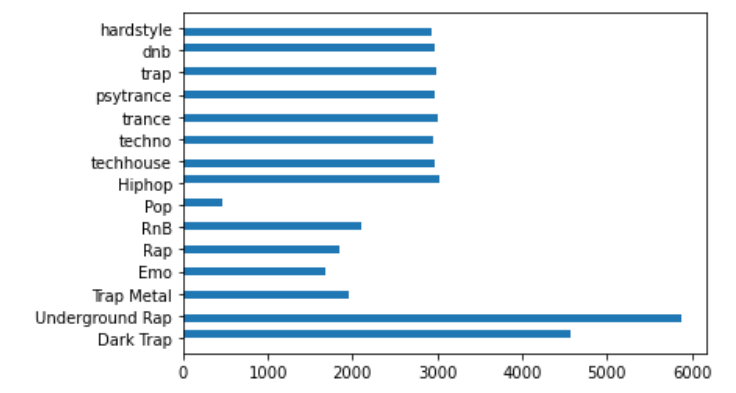 hardstyle
dnb
trap
psytrance
trance
techno
techhouse
Hiphop
Pop
RnB
Rap
Emo
Trap Metal
Underground Rap
Dark Trap
0 1000 2000 3000 4000 5000 6000